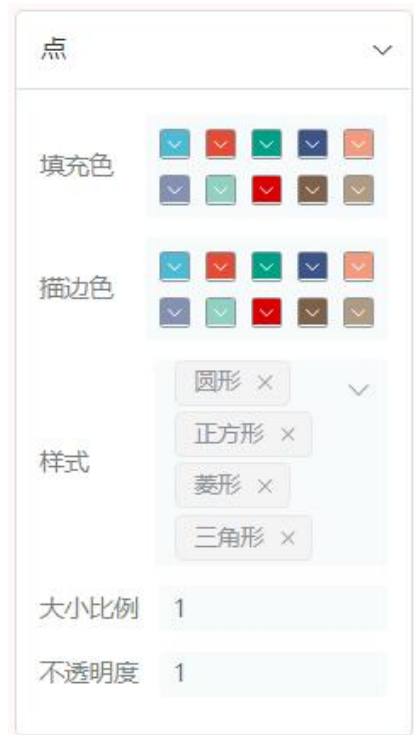 点
填充色
描边色
样式
圆形 ×
正方形 ×
菱形 ×
三角形 ×
大小比例 1
不透明度 1